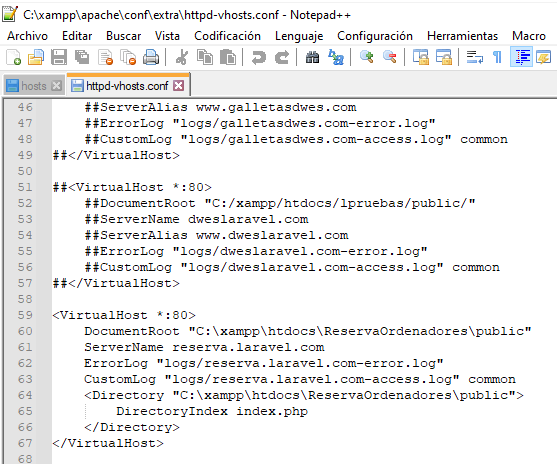 C:\xampp\apache\conf\extra\httpd-vhosts.conf - Notepad++
Archivo Editar Buscar Vista Codificación Lenguaje Configuración Herramientas Macro
hosts httpd-vhosts.conf
46 ##ServerAlias www.galletasdwes.com
47 ##ErrorLog "logs/galletasdwes.com-error.log"
48 ##CustomLog "logs/galletasdwes.com-access.log" common
49 ##</VirtualHost>
50
51 ##<VirtualHost *:80>
52 ##DocumentRoot "C:/xampp/htdocs/lpruebas/public/"
53 ##ServerName dweslaravel.com
54 ##ServerAlias www.dweslaravel.com
55 ##ErrorLog "logs/dweslaravel.com-error.log"
56 ##CustomLog "logs/dweslaravel.com-access.log" common
57 ##</VirtualHost>
58
59 <VirtualHost *:80>
60 DocumentRoot "C:\xampp\htdocs\ReservaOrdenadores\public"
61 ServerName reserva.laravel.com
62 ErrorLog "logs/reserva.laravel.com-error.log"
63 CustomLog "logs/reserva.laravel.com-access.log" common
64 <Directory "C:\xampp\htdocs\ReservaOrdenadores\public">
65 DirectoryIndex index.php
66 </Directory>
67 </VirtualHost>
68